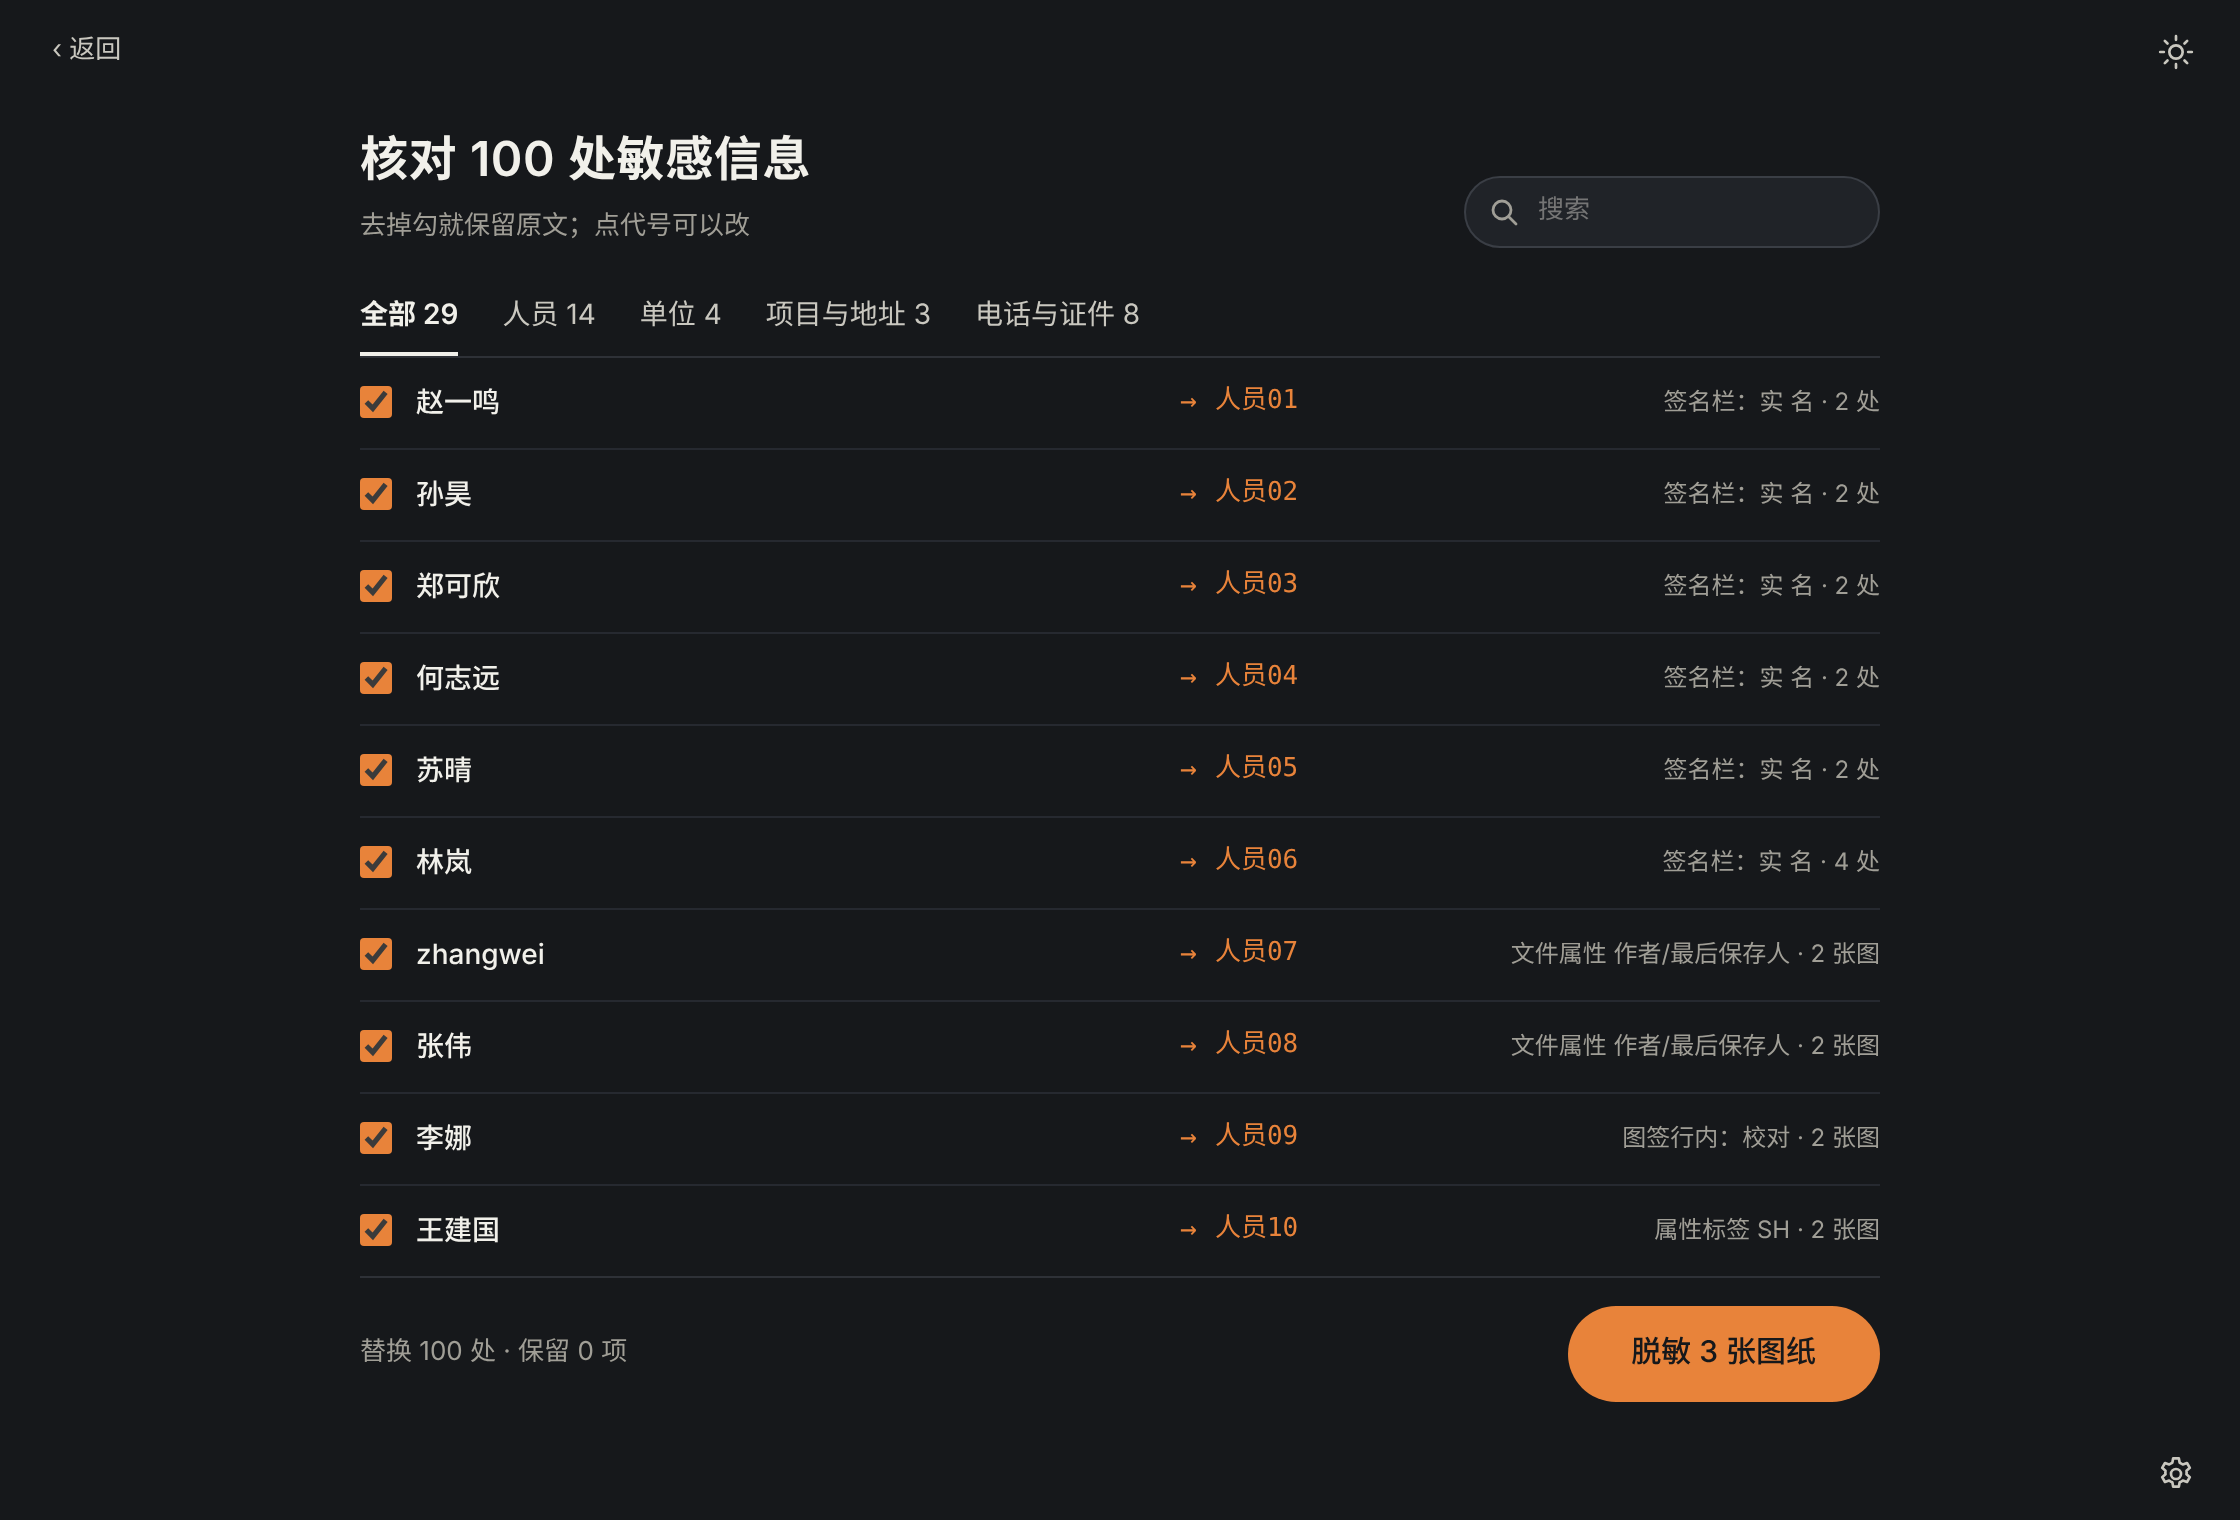 ‹ 返回
核对 100 处敏感信息
去掉勾就保留原文；点代号可以改
搜索
全部 29 人员 14 单位 4 项目与地址 3 电话与证件 8
赵一鸣 → 人员01 签名栏：实 名 · 2 处
孙昊 → 人员02 签名栏：实 名 · 2 处
郑可欣 → 人员03 签名栏：实 名 · 2 处
何志远 → 人员04 签名栏：实 名 · 2 处
苏晴 → 人员05 签名栏：实 名 · 2 处
林岚 → 人员06 签名栏：实 名 · 4 处
zhangwei → 人员07 文件属性 作者/最后保存人 · 2 张图
张伟 → 人员08 文件属性 作者/最后保存人 · 2 张图
李娜 → 人员09 图签行内：校对 · 2 张图
王建国 → 人员10 属性标签 SH · 2 张图
替换 100 处 · 保留 0 项
脱敏 3 张图纸